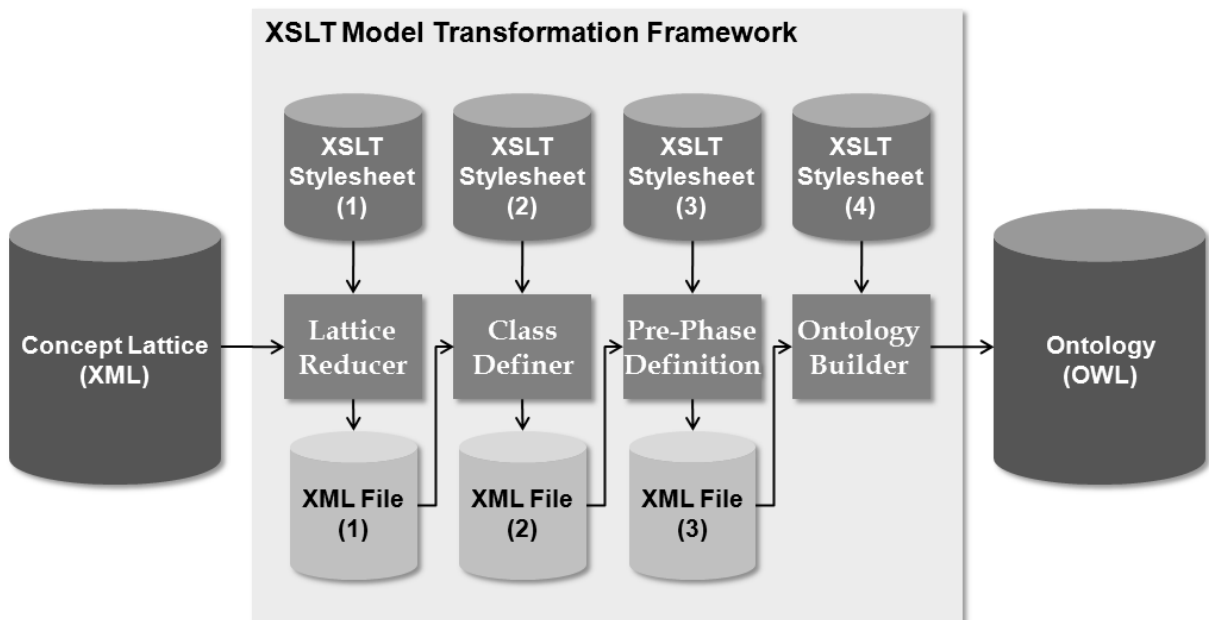 XSLT Model Transformation Framework
XSLT
Stylesheet
(1)
XSLT
Stylesheet
(2)
XSLT
Stylesheet
(3)
XSLT
Stylesheet
(4)
Concept Lattice
(XML)
Lattice
Reducer
Class
Definer
Pre-Phase
Definition
Ontology
Builder
Ontology
(OWL)
XML File
(1)
XML File
(2)
XML File
(3)